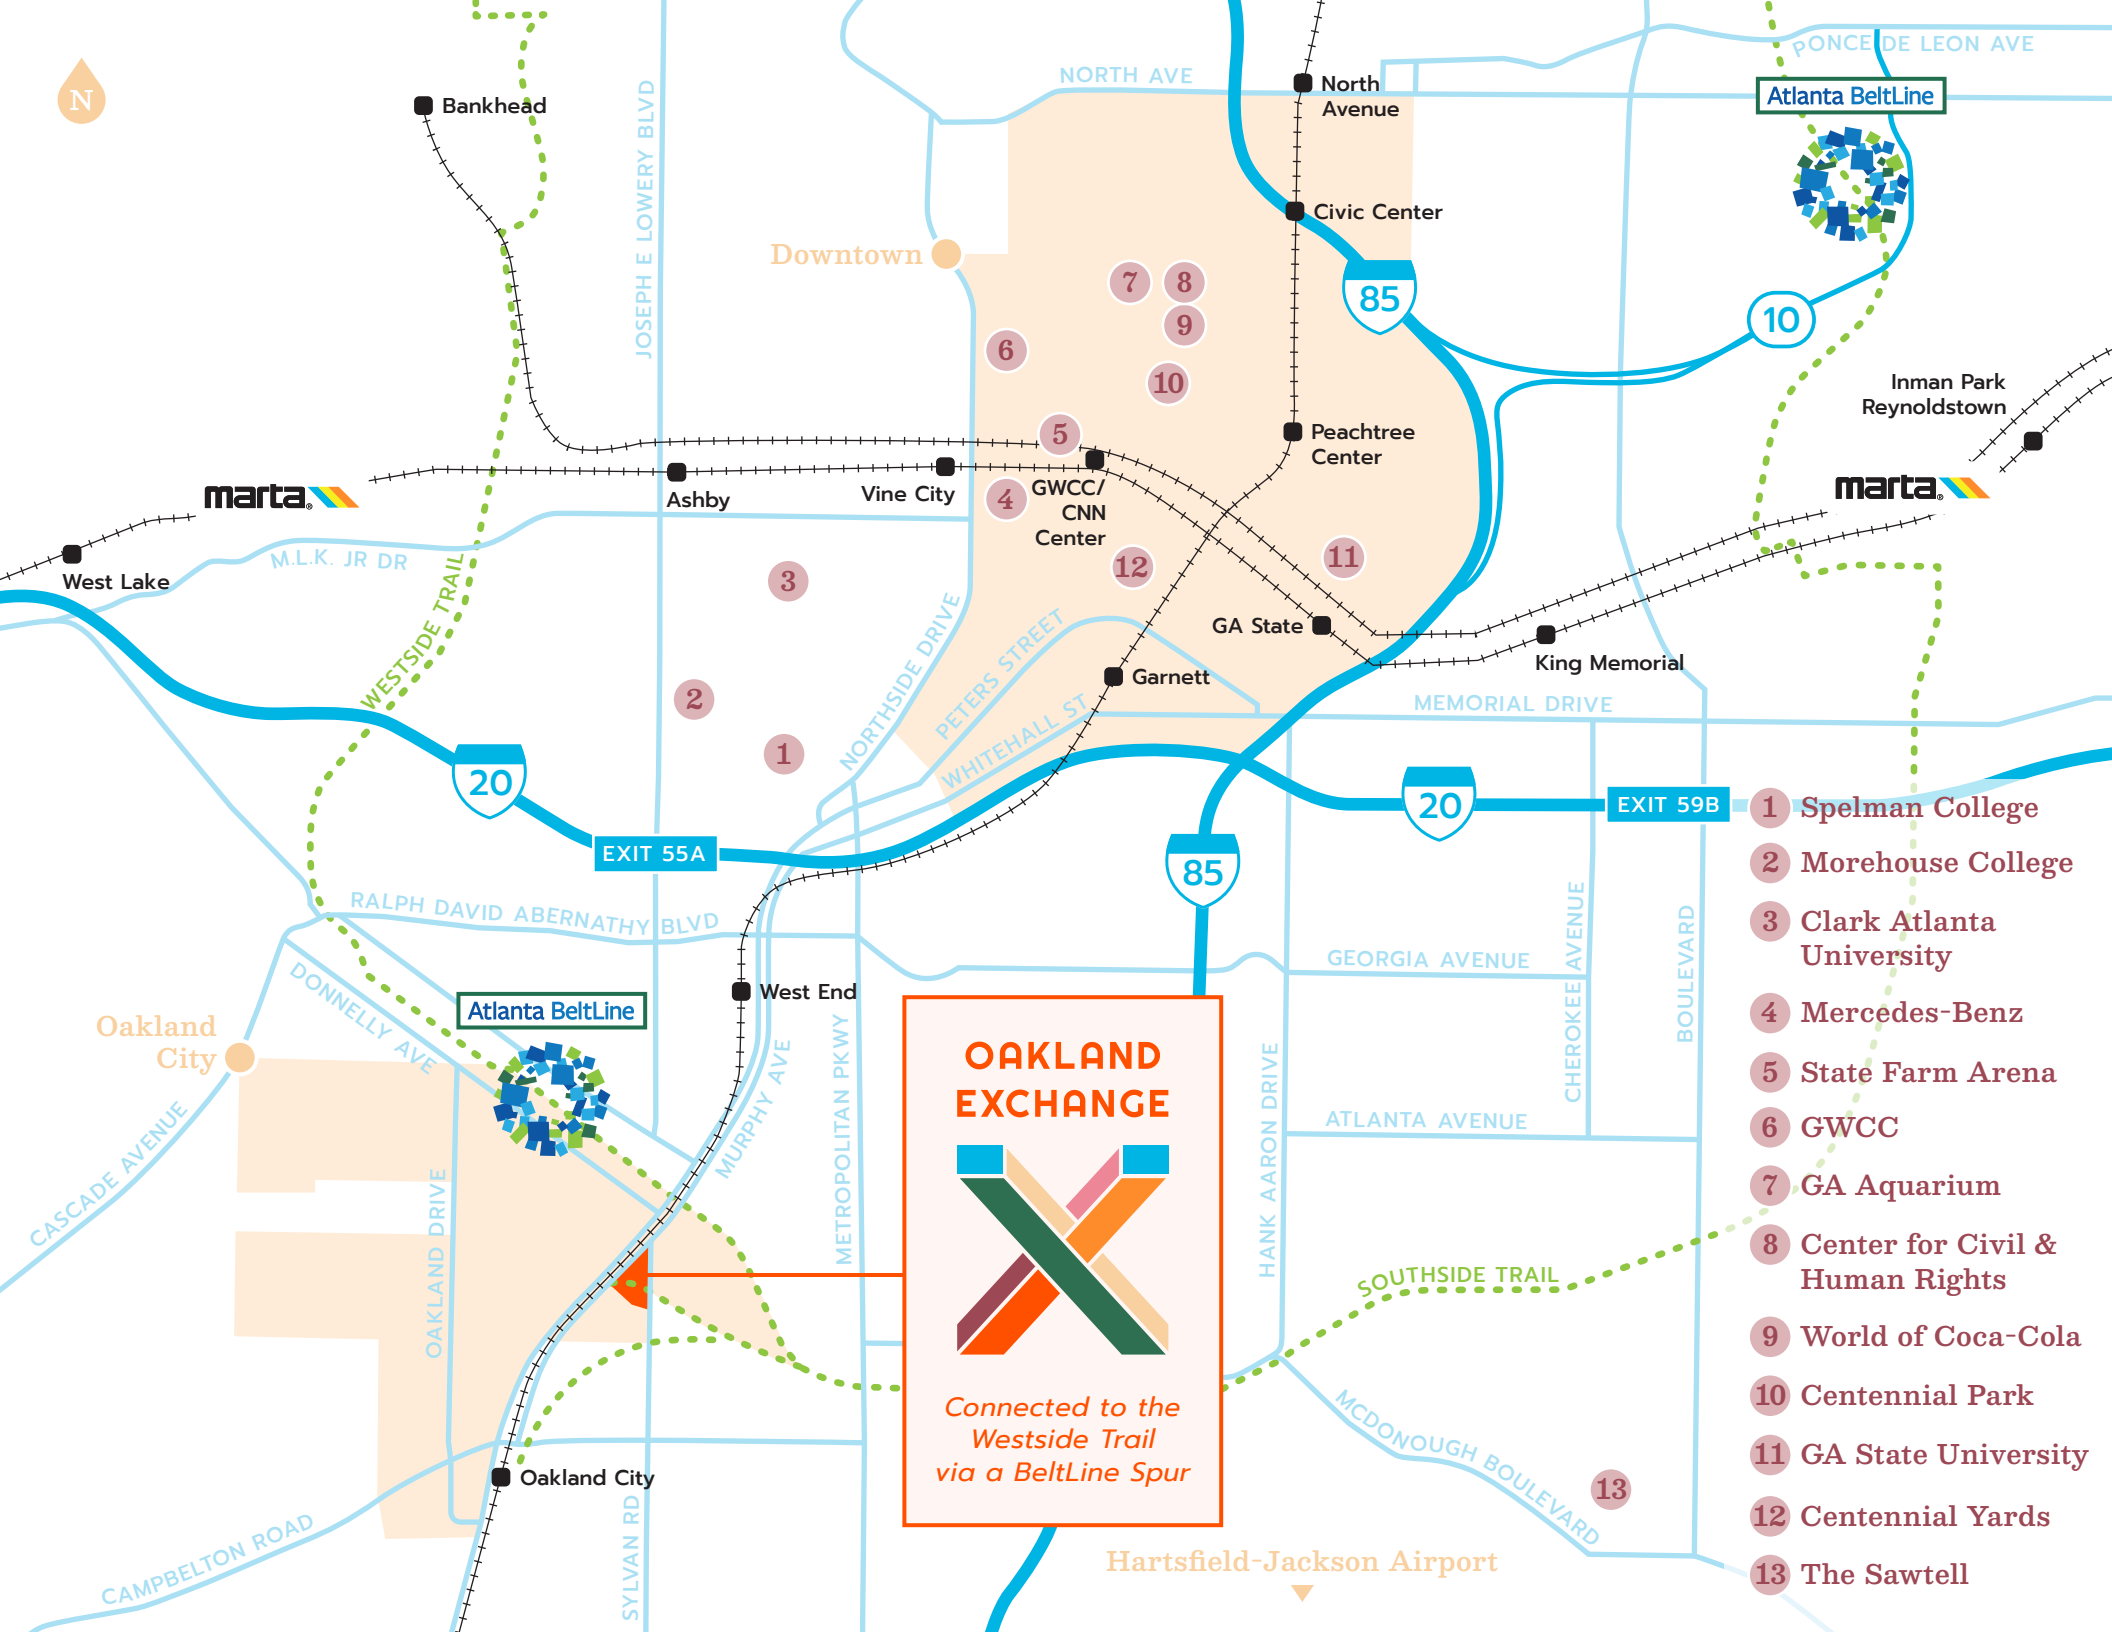 PONCE DE LEON AVE
NORTH AVE
North
Avenue
Atlanta BeltLine
N
Bankhead
JOSEPH E LOWERY BLVD
Civic Center
Downtown
7
8
85
9
10
6
10
Inman Park
Reynoldstown
5
Peachtree
Center
marta®
Ashby
Vine City
4
GWCC/
CNN
Center
marta®
West Lake
M.L.K. JR DR
3
12
11
WESTSIDE TRAIL
NORTHSIDE DRIVE
PETERS STREET
GA State
King Memorial
Garnett
2
WHITEHALL ST
MEMORIAL DRIVE
1
20
20
EXIT 59B
EXIT 55A
85
1 Spelman College
2 Morehouse College
3 Clark Atlanta
University
4 Mercedes-Benz
5 State Farm Arena
6 GWCC
7 GA Aquarium
8 Center for Civil &
Human Rights
9 World of Coca-Cola
10 Centennial Park
11 GA State University
12 Centennial Yards
13 The Sawtell
RALPH DAVID ABERNATHY BLVD
GEORGIA AVENUE
CHEROKEE AVENUE
BOULEVARD
DONNELLY AVE
West End
Atlanta BeltLine
Oakland
City
MURPHY AVE
METROPOLITAN PKWY
HANK AARON DRIVE
ATLANTA AVENUE
CASCADE AVENUE
OAKLAND DRIVE
OAKLAND
EXCHANGE
Connected to the
Westside Trail
via a BeltLine Spur
SOUTHSIDE TRAIL
MCDONOUGH BOULEVARD
13
Oakland City
CAMPBELTON ROAD
SYLVAN RD
Hartsfield-Jackson Airport